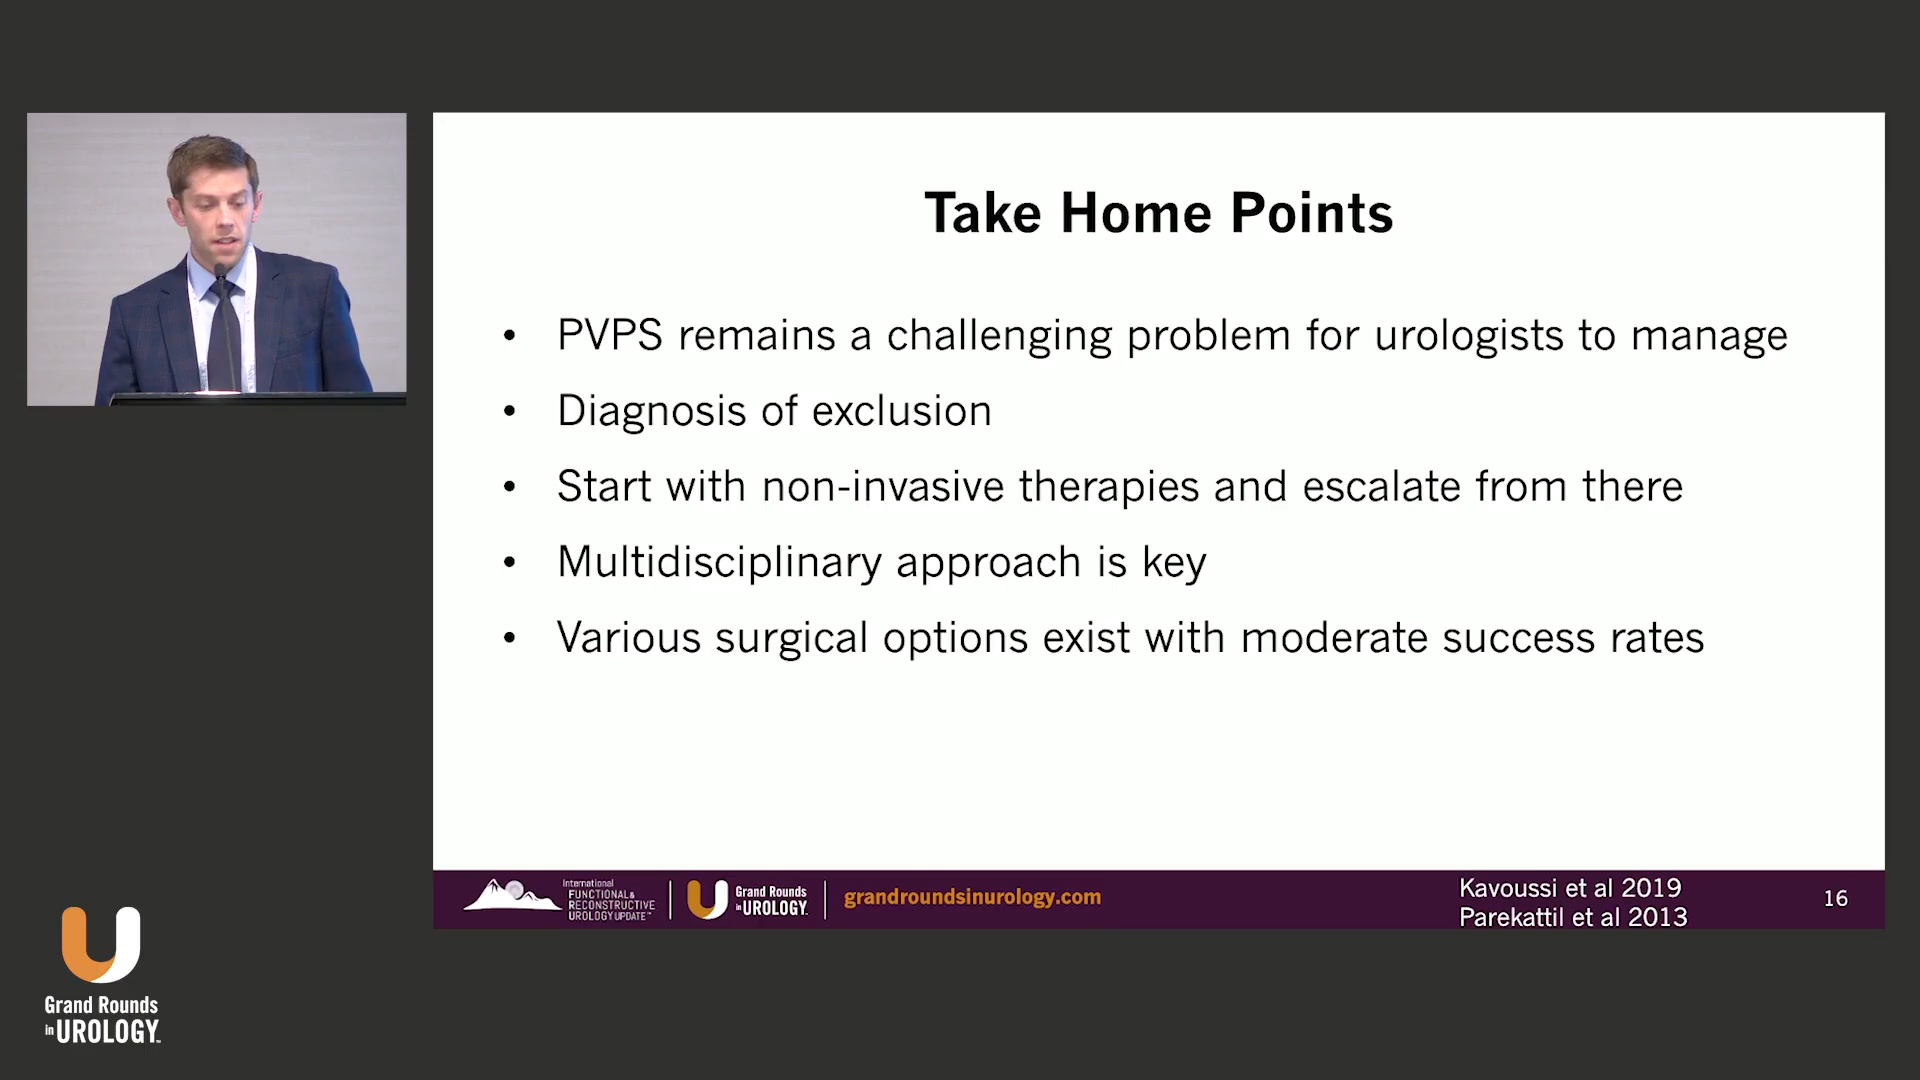 Take Home Points
• PVPS remains a challenging problem for urologists to manage
• Diagnosis of exclusion
• Start with non-invasive therapies and escalate from there
• Multidisciplinary approach is key
• Various surgical options exist with moderate success rates
International
FUNCTIONAL &
RECONSTRUCTIVE
UROLOGY UPDATE™
Grand Rounds
in UROLOGY.
grandroundsinurology.com
Kavoussi et al 2019
Parekattil et al 2013
16
Grand Rounds
in UROLOGY™